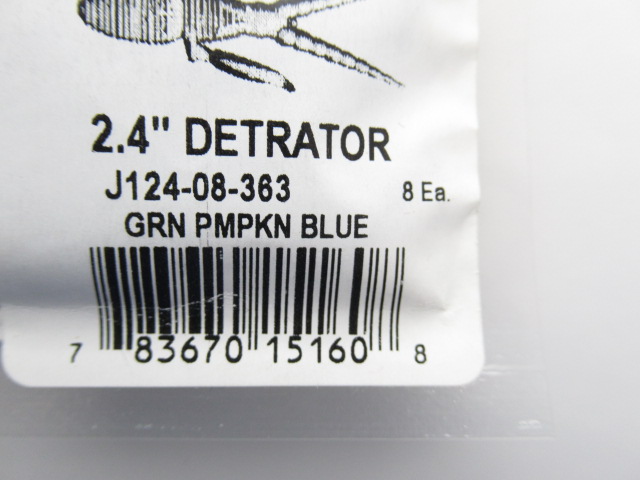 2.4" DETRATOR
J124-08-363 8 Ea.
GRN PMPKN BLUE
7 83670 15160 8